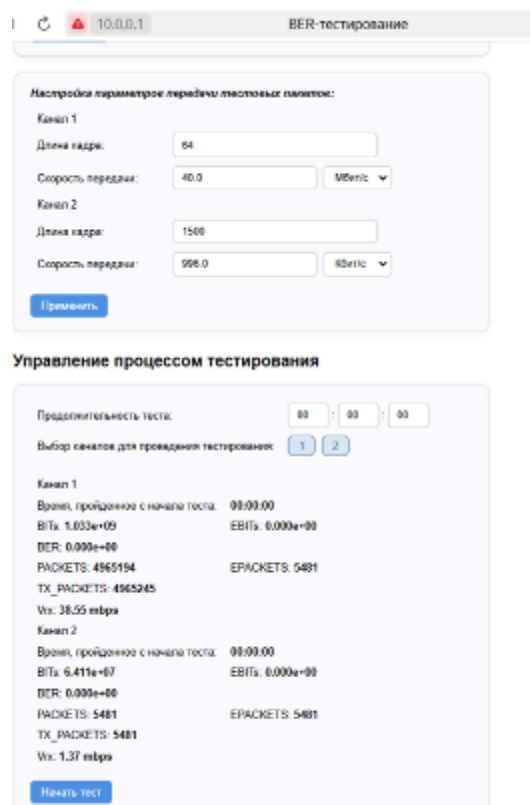 10.0.0.1 BER-тестирование
Настройка параметров передачи тестовых пакетов:
Канал 1
Длина кадра: 64
Скорость передачи: 40.0 Мбит/с
Канал 2
Длина кадра: 1500
Скорость передачи: 996.0 Кбит/с
Применить
Управление процессом тестирования
Продолжительность теста: 00 : 00 : 00
Выбор каналов для проведения тестирования: 1 2
Канал 1
Время, пройденное с начала теста: 00:00:00
BITs: 1.033e+09 EBITs: 0.000e+00
BER: 0.000e+00
PACKETS: 4965194 EPACKETS: 5481
TX_PACKETS: 4965245
Vrx: 38.55 mbps
Канал 2
Время, пройденное с начала теста: 00:00:00
BITs: 6.411e+07 EBITs: 0.000e+00
BER: 0.000e+00
PACKETS: 5481 EPACKETS: 5481
TX_PACKETS: 5481
Vrx: 1.37 mbps
Начать тест